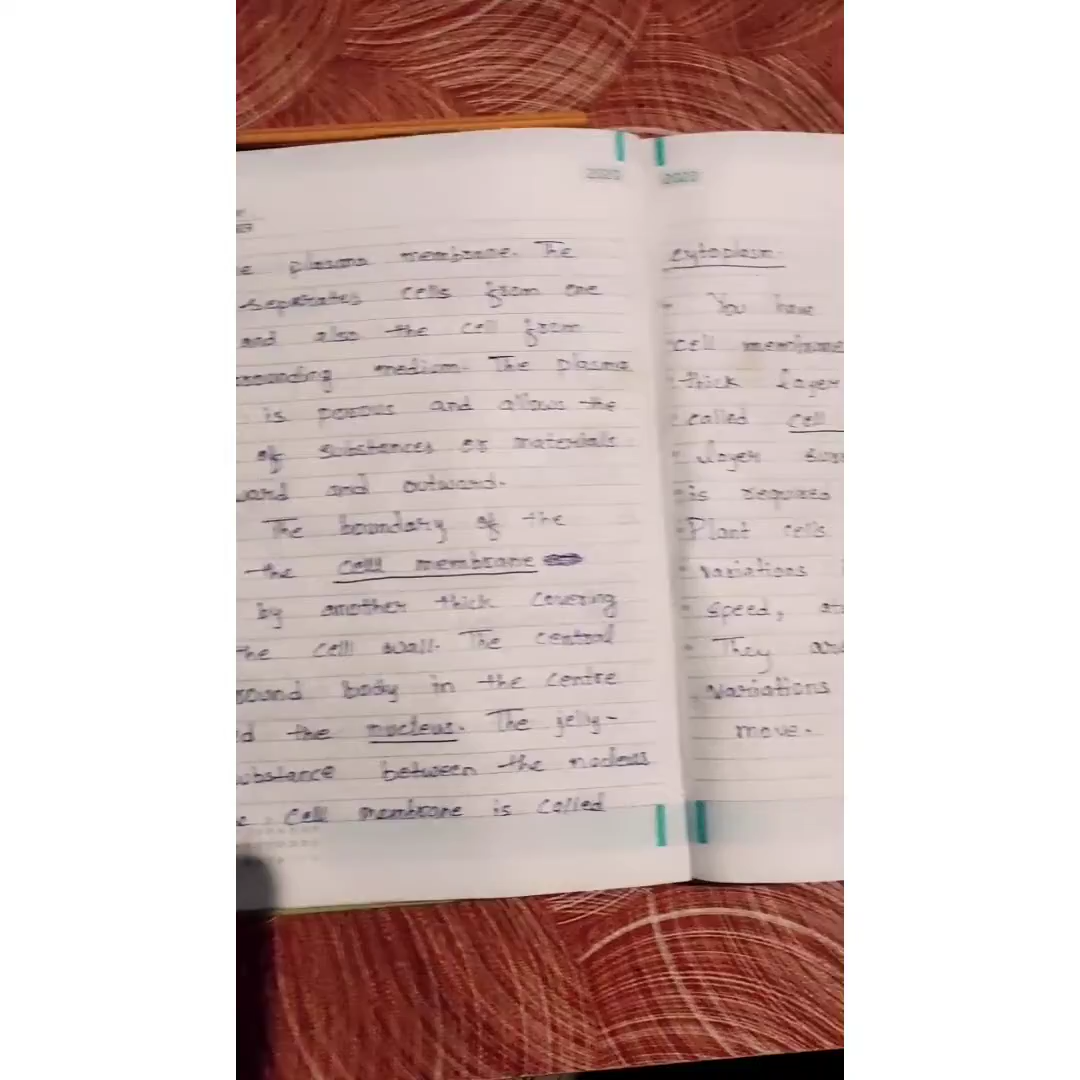 2020
plasma membrane. The
seperates cells from one
and also the cell from
medium. The plasma
is porous and allows the
of substances or materials
ward and outward.
The boundary of the
the cell membrane
by another thick covering
the cell wall. The central
round body in the centre
the nucleus. The jelly-
substance between the nucleus
cell membrane is called
2020
cytoplasm.
You have
cell membrane
thick layer
called cell
layer
is required
Plant cells
variations
speed,
They are
variations
move.